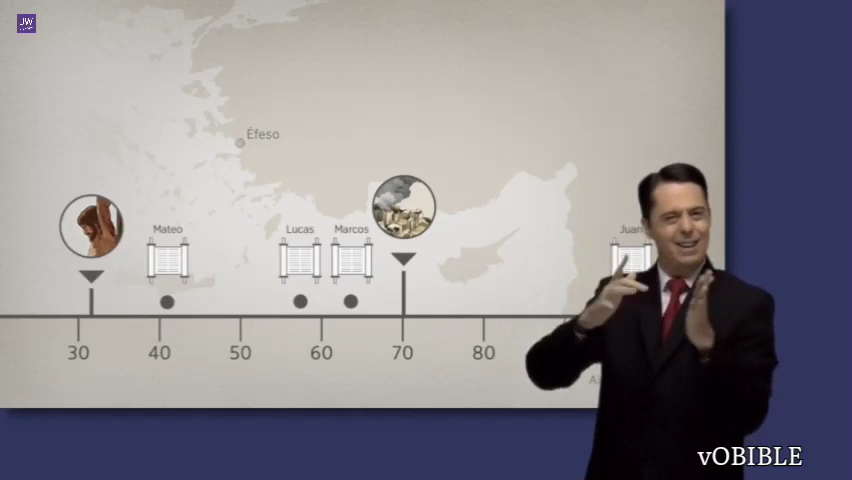 JW
Éfeso
Mateo
Lucas
Marcos
Juan
30
40
50
60
70
80
vOBIBLE